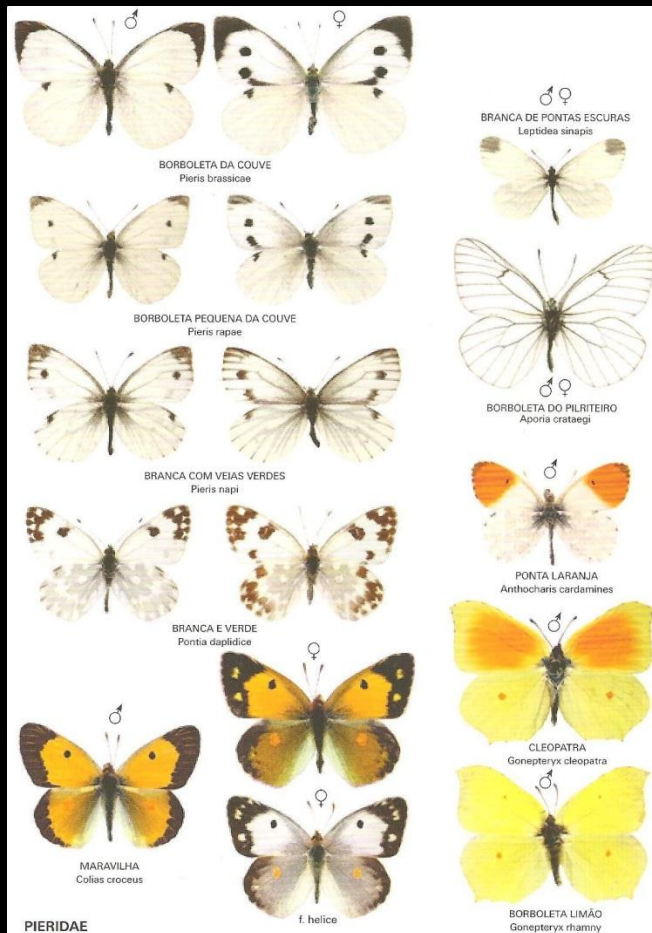 ♂ ♀
BORBOLETA DA COUVE
Pieris brassicae
BORBOLETA PEQUENA DA COUVE
Pieris rapae
BRANCA COM VEIAS VERDES
Pieris napi
BRANCA E VERDE
Pontia daplidice
♂
MARAVILHA
Colias croceus
♀
♀
f. helice
♂♀
BRANCA DE PONTAS ESCURAS
Leptidea sinapis
♂♀
BORBOLETA DO PILRITEIRO
Aporia crataegi
♂
PONTA LARANJA
Anthocharis cardamines
♂
CLEOPATRA
Gonepteryx cleopatra
♂
BORBOLETA LIMÃO
Gonepteryx rhamny
PIERIDAE